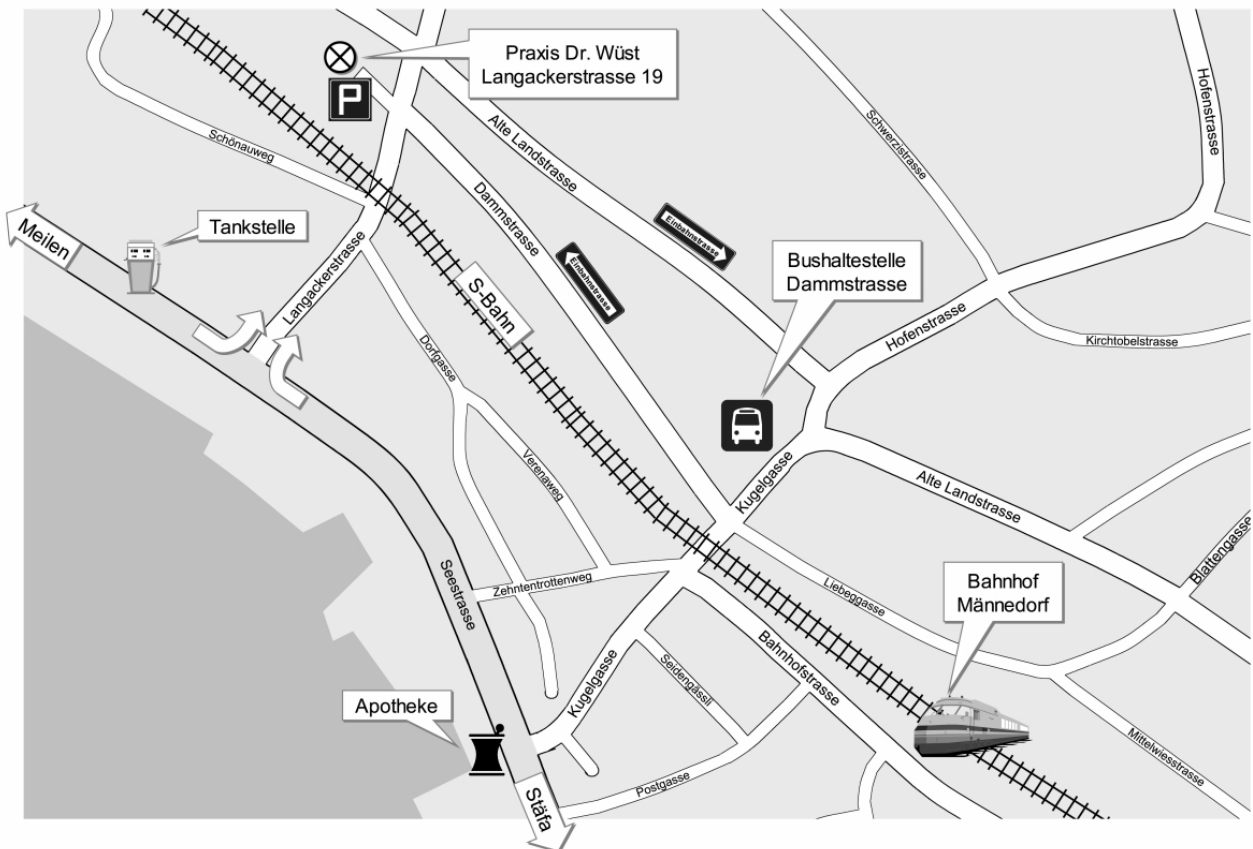 Praxis Dr. Wüst
Langackerstrasse 19
P
Hofenstrasse
Schwerzistrasse
Alte Landstrasse
Schönauweg
Dammstrasse
Meilen
Tankstelle
Langackerstrasse
Einbahnstrasse
Einbahnstrasse
Bushaltestelle
Dammstrasse
S-Bahn
Hofenstrasse
Kirchtobelstrasse
Dorfgasse
Verenaweg
Kugelgasse
Alte Landstrasse
Blattengasse
Seestrasse
Zehntentrottenweg
Liebeggasse
Bahnhof
Männedorf
Bahnhofstrasse
Seidengässli
Kugelgasse
Apotheke
Mittelwiesstrasse
Postgasse
Stäfa